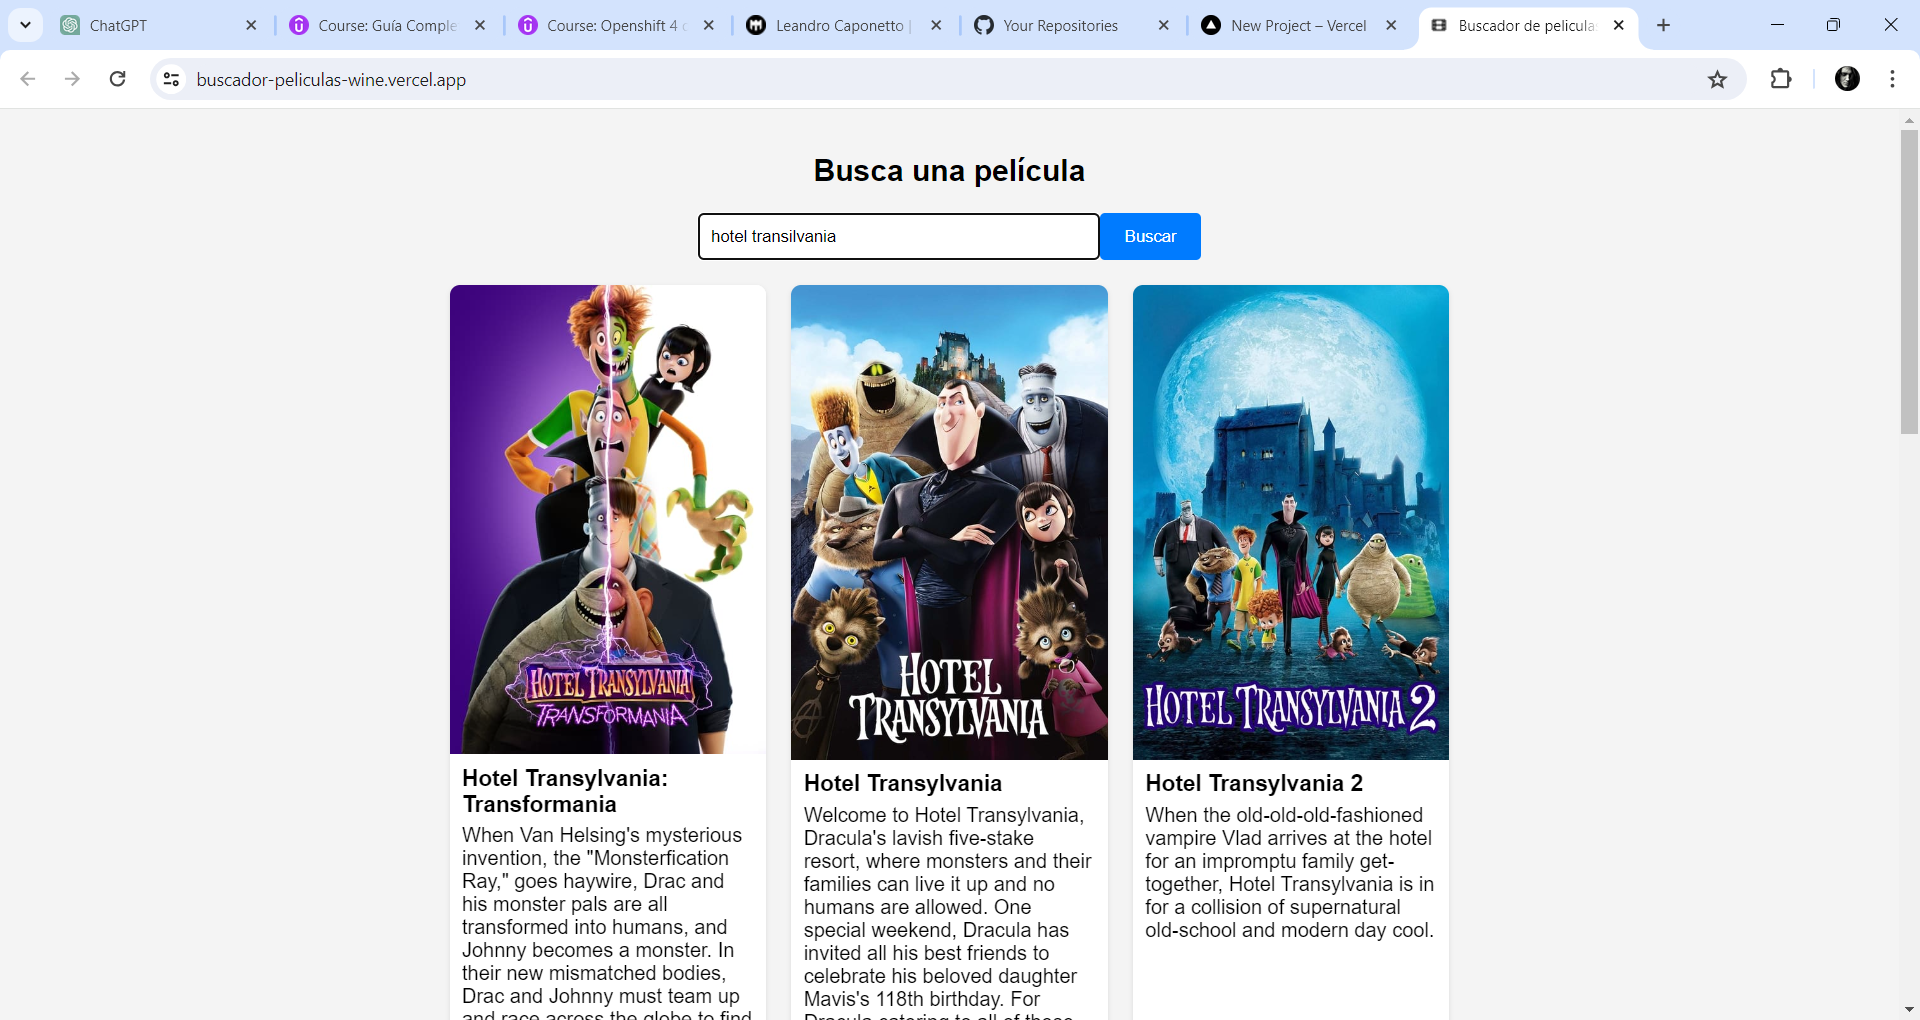 ChatGPT
Course: Guía Comple
Course: Openshift 4
Leandro Caponetto |
Your Repositories
New Project – Vercel
Buscador de pelicula
buscador-peliculas-wine.vercel.app
Busca una película
hotel transilvania
Buscar
HOTEL TRANSYLVANIA
TRANSFORMANIA
HOTEL
TRANSYLVANIA
HOTEL TRANSYLVANIA 2
Hotel Transylvania:
Transformania
When Van Helsing's mysterious
invention, the "Monsterfication
Ray," goes haywire, Drac and
his monster pals are all
transformed into humans, and
Johnny becomes a monster. In
their new mismatched bodies,
Drac and Johnny must team up
and race across the globe to find
Hotel Transylvania
Welcome to Hotel Transylvania,
Dracula's lavish five-stake
resort, where monsters and their
families can live it up and no
humans are allowed. One
special weekend, Dracula has
invited all his best friends to
celebrate his beloved daughter
Mavis's 118th birthday. For
Dracula catering to all of these
Hotel Transylvania 2
When the old-old-old-fashioned
vampire Vlad arrives at the hotel
for an impromptu family get-
together, Hotel Transylvania is in
for a collision of supernatural
old-school and modern day cool.